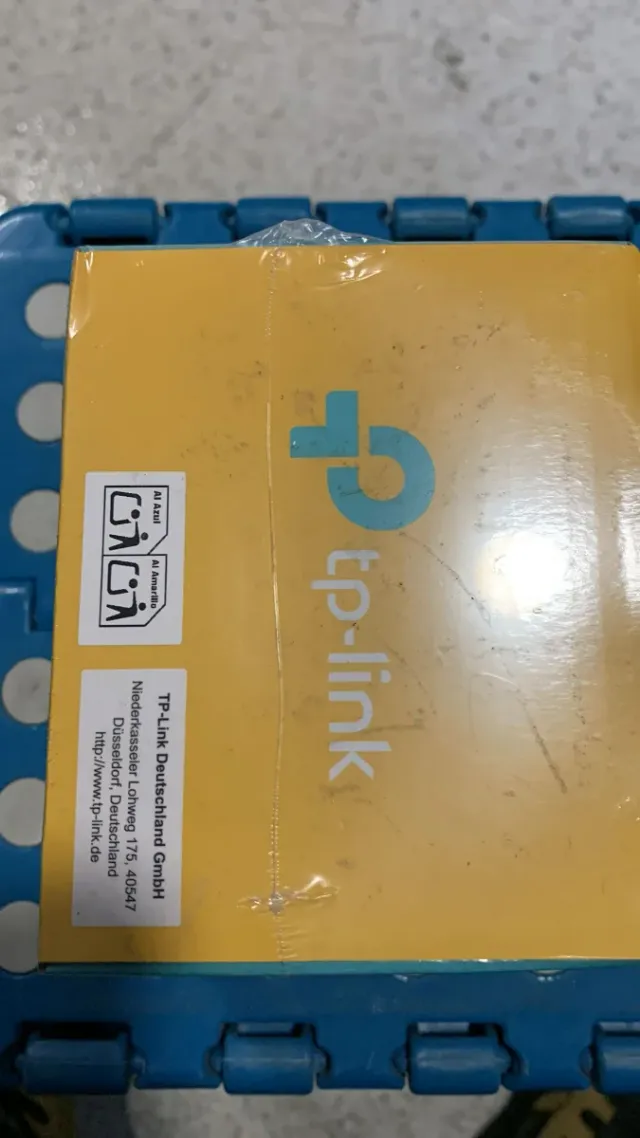 tp-link
Al Azul
Al Amarillo
TP-Link Deutschland GmbH
Niederkasseler Lohweg 175, 40547
Düsseldorf, Deutschland
http://www.tp-link.de